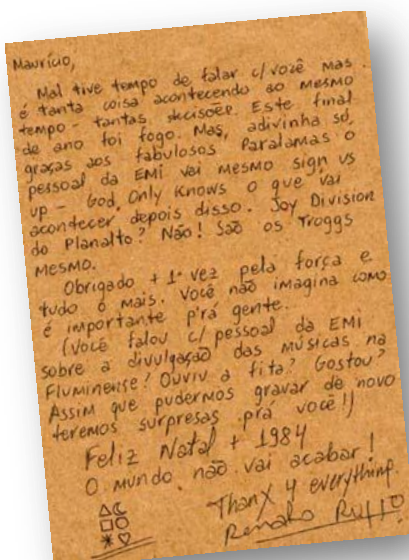 Maurício,
Mal tive tempo de falar c/você mas
é tanta coisa acontecendo ao mesmo
tempo - tantas decisões. Este final
de ano foi fogo. Mas, adivinha só,
graças aos fabulosos Paralamas o
pessoal da EMI vai mesmo sign us
up - God Only Knows o que vai
acontecer depois disso. Joy Division
do Planalto? Não! São os Troggs
mesmo.
Obrigado + 1ª vez pela força e
tudo o mais. Você não imagina como
é importante p'rá gente.
(Você falou c/ pessoal da EMI
sobre a divulgação das músicas na
Fluminense? Ouviu a fita? Gostou?
Assim que pudermos gravar de novo
teremos surpresas prá você!)
Feliz Natal + 1984
O mundo não vai acabar!
Thanx 4 everything.
Renato Russo